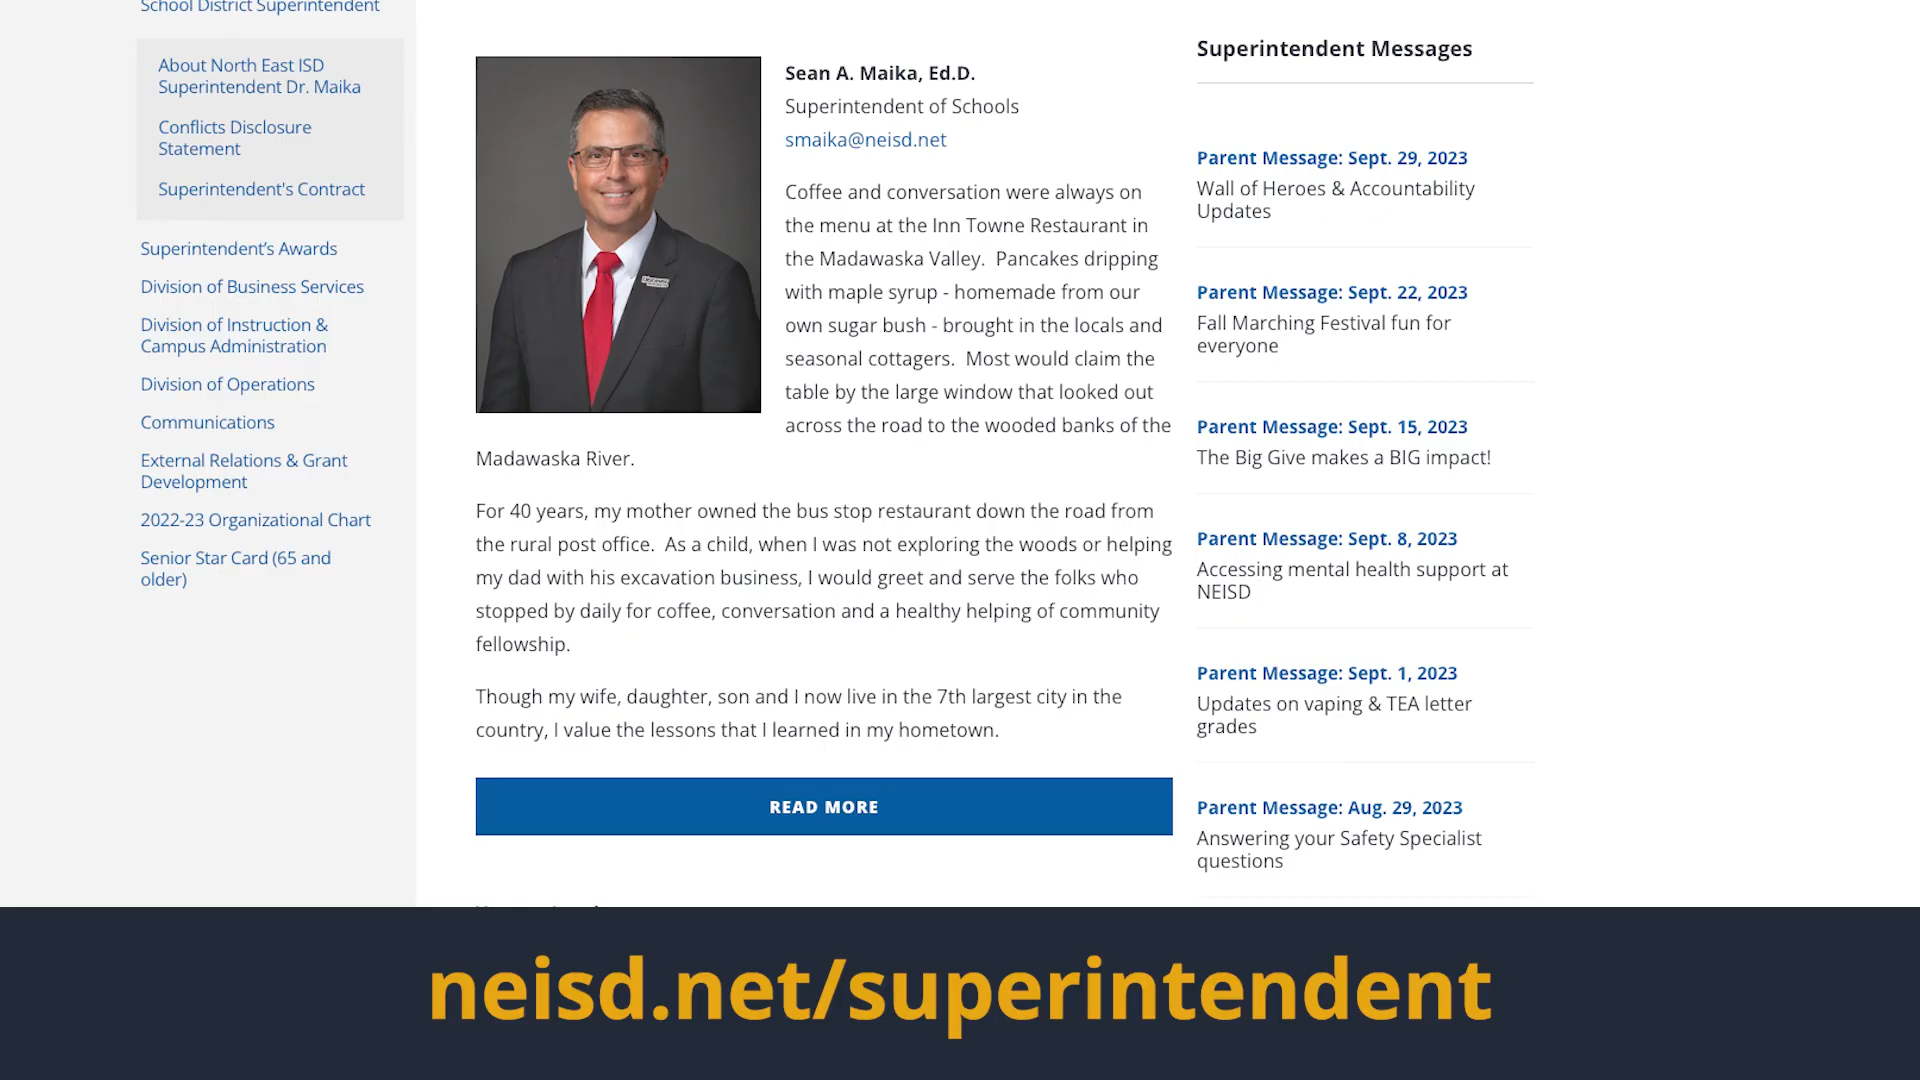 School District Superintendent
About North East ISD
Superintendent Dr. Maika
Conflicts Disclosure
Statement
Superintendent's Contract
Superintendent's Awards
Division of Business Services
Division of Instruction &
Campus Administration
Division of Operations
Communications
External Relations & Grant
Development
2022-23 Organizational Chart
Senior Star Card (65 and
older)
Sean A. Maika, Ed.D.
Superintendent of Schools
smaika@neisd.net
Coffee and conversation were always on
the menu at the Inn Towne Restaurant in
the Madawaska Valley.  Pancakes dripping
with maple syrup - homemade from our
own sugar bush - brought in the locals and
seasonal cottagers.  Most would claim the
table by the large window that looked out
across the road to the wooded banks of the
Madawaska River.
For 40 years, my mother owned the bus stop restaurant down the road from
the rural post office.  As a child, when I was not exploring the woods or helping
my dad with his excavation business, I would greet and serve the folks who
stopped by daily for coffee, conversation and a healthy helping of community
fellowship.
Though my wife, daughter, son and I now live in the 7th largest city in the
country, I value the lessons that I learned in my hometown.
READ MORE
Superintendent Messages
Parent Message: Sept. 29, 2023
Wall of Heroes & Accountability
Updates
Parent Message: Sept. 22, 2023
Fall Marching Festival fun for
everyone
Parent Message: Sept. 15, 2023
The Big Give makes a BIG impact!
Parent Message: Sept. 8, 2023
Accessing mental health support at
NEISD
Parent Message: Sept. 1, 2023
Updates on vaping & TEA letter
grades
Parent Message: Aug. 29, 2023
Answering your Safety Specialist
questions
neisd.net/superintendent